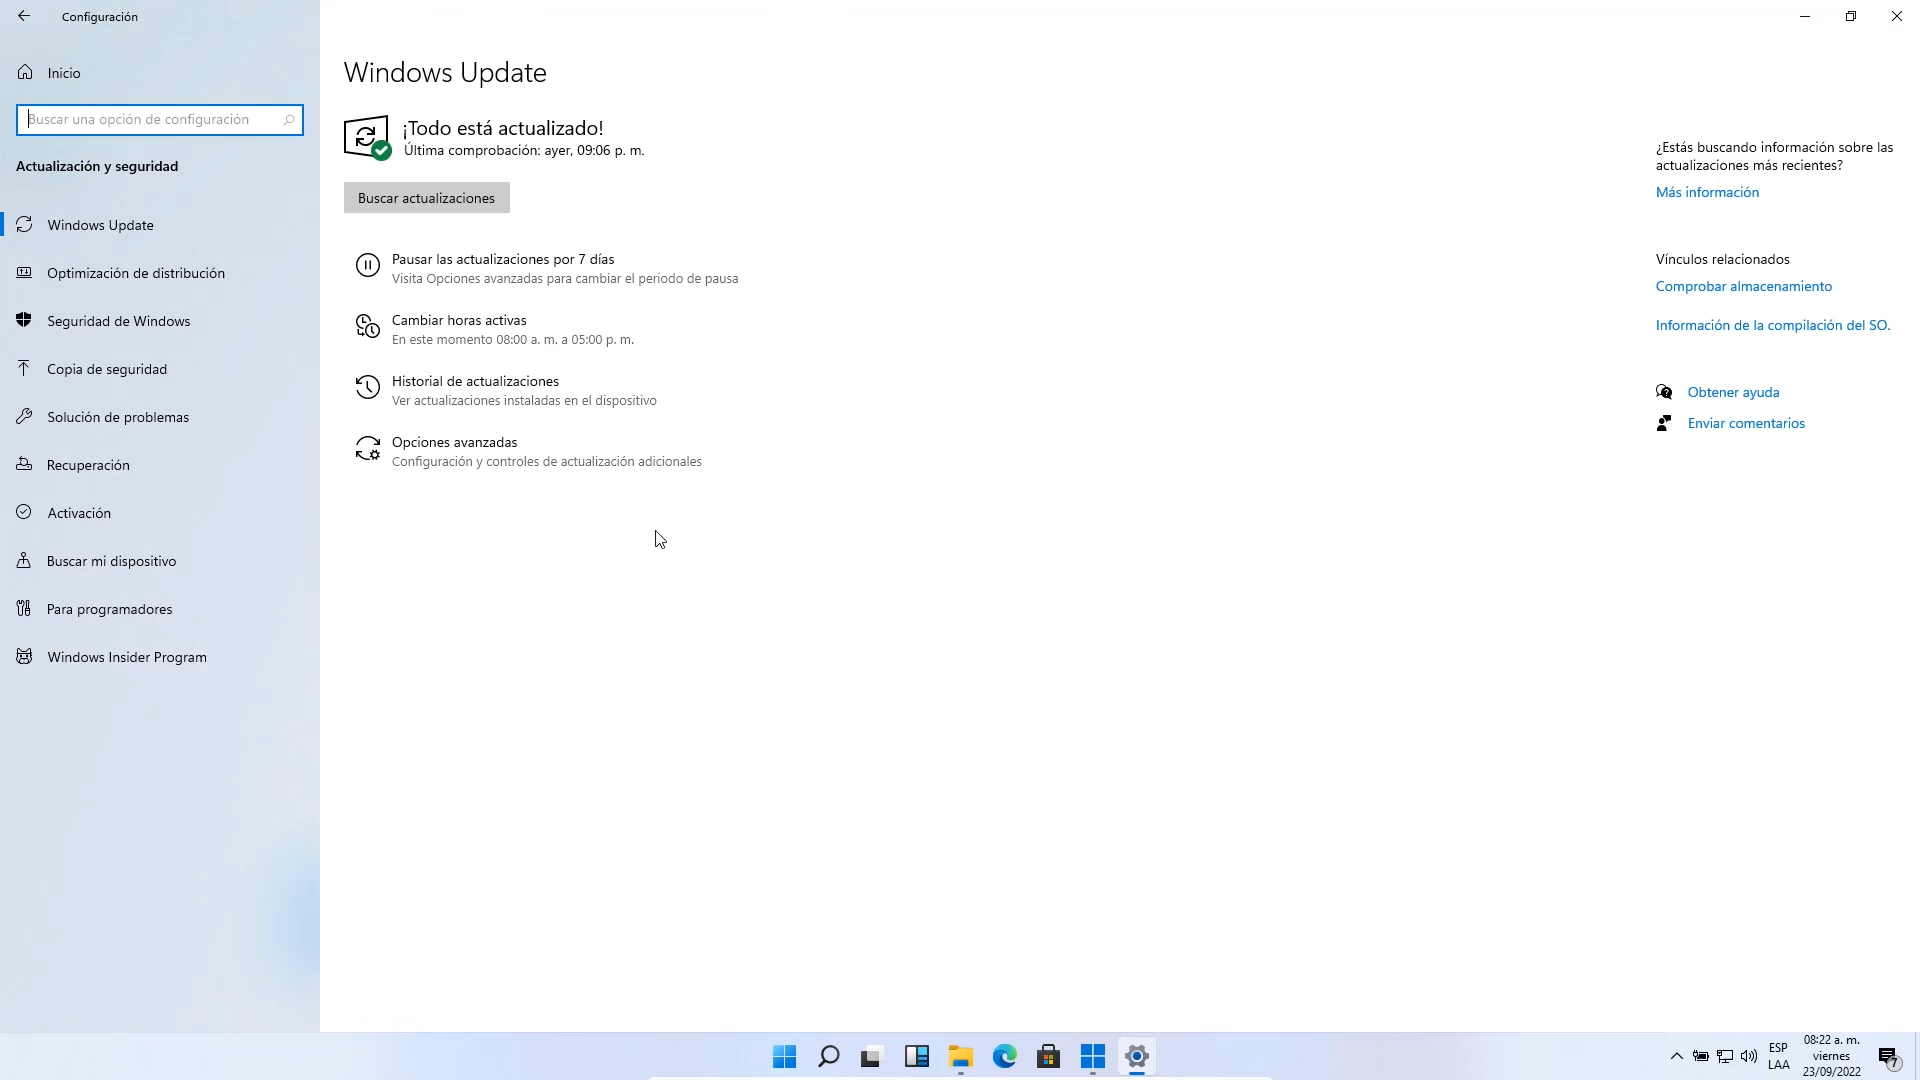 Configuración
Inicio
Buscar una opción de configuración
Actualización y seguridad
Windows Update
Optimización de distribución
Seguridad de Windows
Copia de seguridad
Solución de problemas
Recuperación
Activación
Buscar mi dispositivo
Para programadores
Windows Insider Program
Windows Update
¡Todo está actualizado!
Última comprobación: ayer, 09:06 p. m.
Buscar actualizaciones
Pausar las actualizaciones por 7 días
Visita Opciones avanzadas para cambiar el periodo de pausa
Cambiar horas activas
En este momento 08:00 a. m. a 05:00 p. m.
Historial de actualizaciones
Ver actualizaciones instaladas en el dispositivo
Opciones avanzadas
Configuración y controles de actualización adicionales
¿Estás buscando información sobre las
actualizaciones más recientes?
Más información
Vínculos relacionados
Comprobar almacenamiento
Información de la compilación del SO.
Obtener ayuda
Enviar comentarios
ESP
LAA
08:22 a. m.
viernes
23/09/2022
7